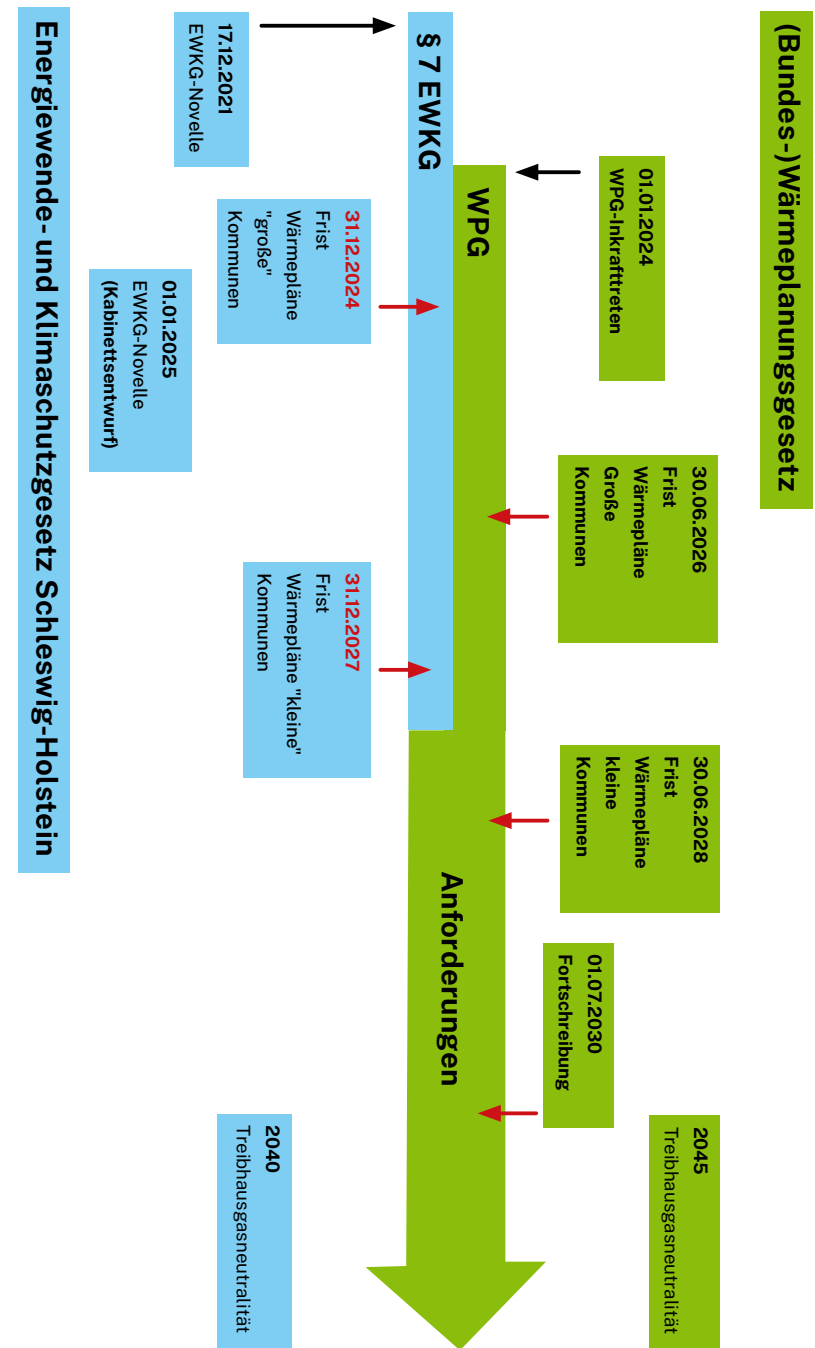 (Bundes-)Wärmeplanungsgesetz
01.01.2024
WPG-Inkrafttreten
30.06.2026
Frist
Wärmepläne
Große
Kommunen
30.06.2028
Frist
Wärmepläne
kleine
Kommunen
01.07.2030
Fortschreibung
2045
Treibhausgasneutralität
WPG
§ 7 EWKG
Anforderungen
17.12.2021
EWKG-Novelle
31.12.2024
Frist
Wärmepläne
"große"
Kommunen
01.01.2025
EWKG-Novelle
(Kabinettsentwurf)
31.12.2027
Frist
Wärmepläne "kleine"
Kommunen
2040
Treibhausgasneutralität
Energiewende- und Klimaschutzgesetz Schleswig-Holstein